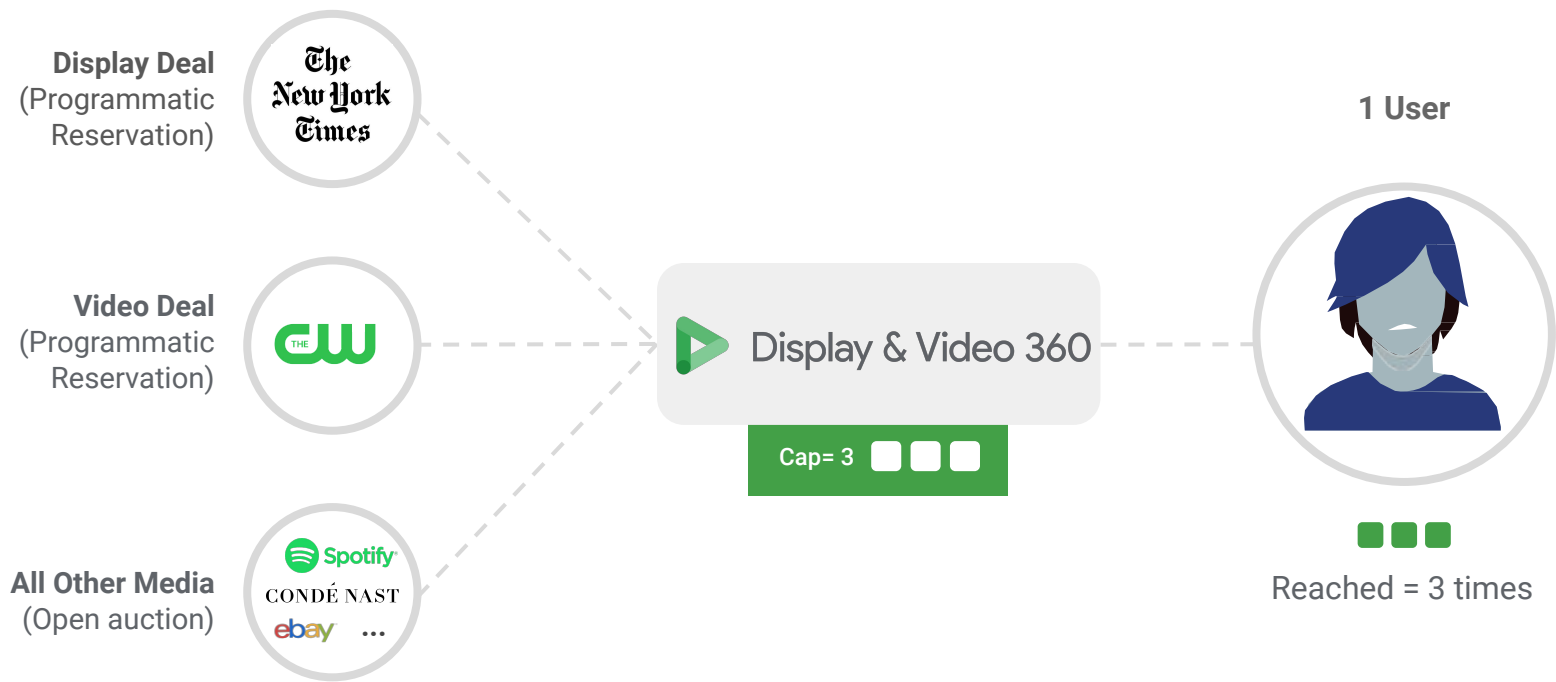 Display Deal
(Programmatic
Reservation)
The
New York
Times
1 User
Video Deal
(Programmatic
Reservation)
THE
CW
Display & Video 360
Cap= 3
All Other Media
(Open auction)
Spotify
CONDÉ NAST
ebay ...
Reached = 3 times